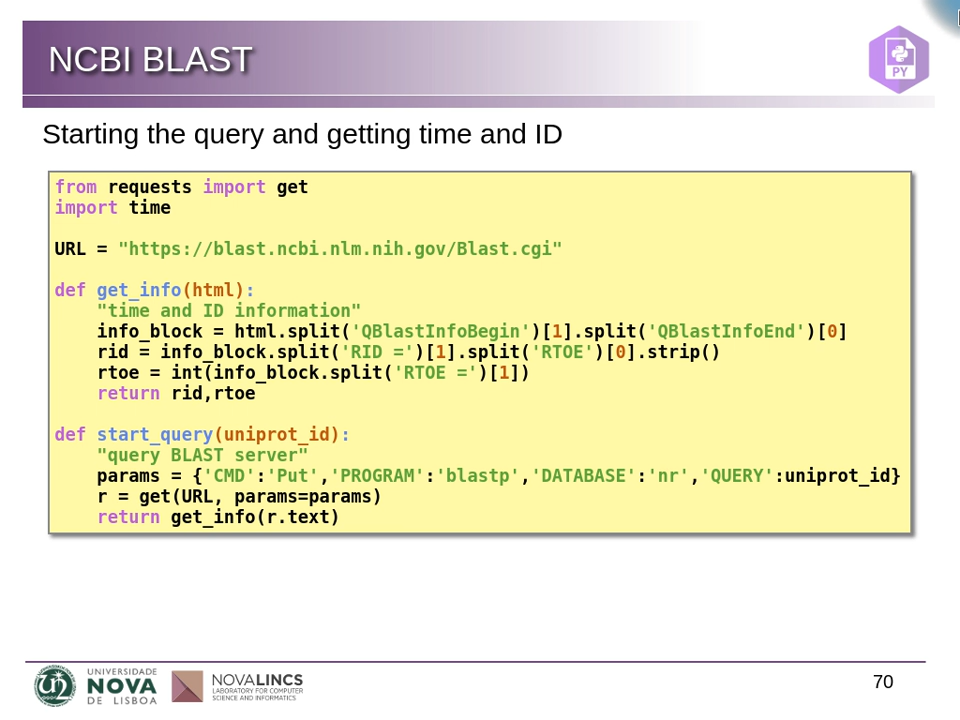 NCBI BLAST
PY
Starting the query and getting time and ID
from requests import get
import time
URL = "https://blast.ncbi.nlm.nih.gov/Blast.cgi"
def get_info(html):
    "time and ID information"
    info_block = html.split('QBlastInfoBegin')[1].split('QBlastInfoEnd')[0]
    rid = info_block.split('RID =')[1].split('RTOE')[0].strip()
    rtoe = int(info_block.split('RTOE =')[1])
    return rid,rtoe
def start_query(uniprot_id):
    "query BLAST server"
    params = {'CMD':'Put','PROGRAM':'blastp','DATABASE':'nr','QUERY':uniprot_id}
    r = get(URL, params=params)
    return get_info(r.text)
UNIVERSIDADE
NOVA
DE LISBOA
NOVALINCS
LABORATORY FOR COMPUTER
SCIENCE AND INFORMATICS
70